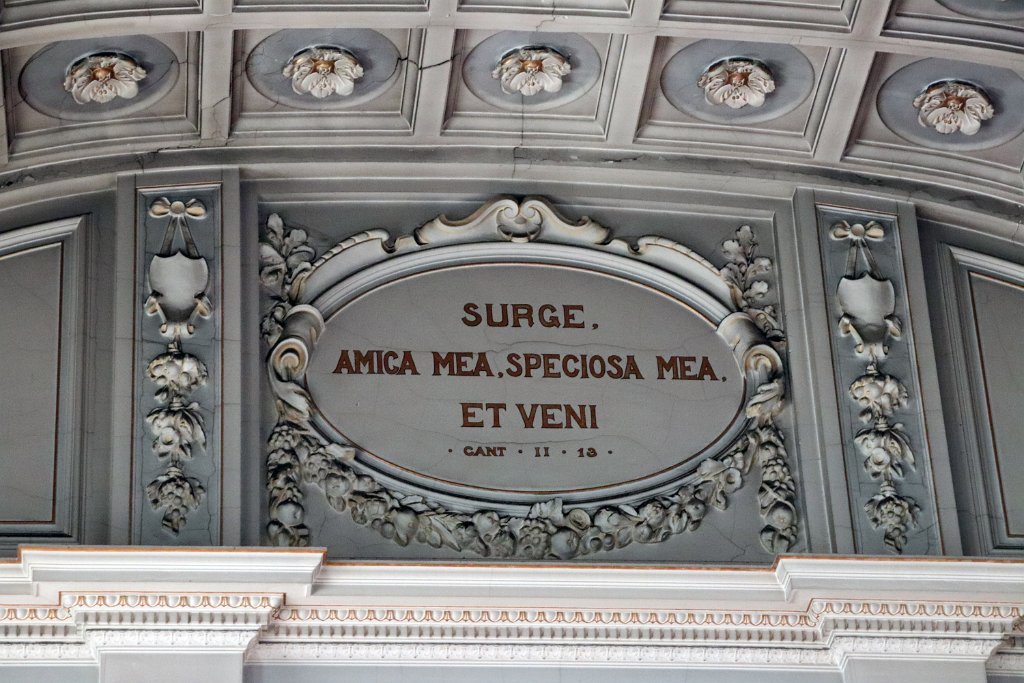 SURGE,
AMICA MEA, SPECIOSA MEA,
ET VENI
· CANT · II · 13 ·